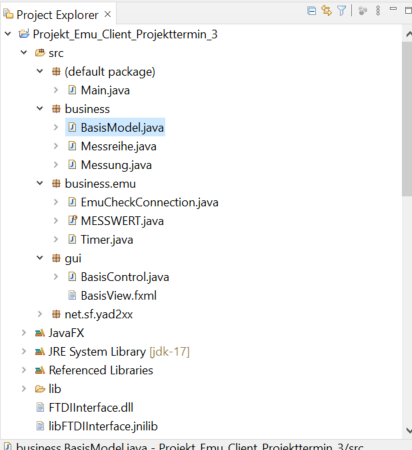 Project Explorer
Projekt_Emu_Client_Projekttermin_3
src
(default package)
Main.java
business
BasisModel.java
Messreihe.java
Messung.java
business.emu
EmuCheckConnection.java
MESSWERT.java
Timer.java
gui
BasisControl.java
BasisView.fxml
net.sf.yad2xx
JavaFX
JRE System Library [jdk-17]
Referenced Libraries
lib
FTDIInterface.dll
libFTDIInterface.jnilib
business.BasisModel.java - Projekt_Emu_Client_Projekttermin_3/src